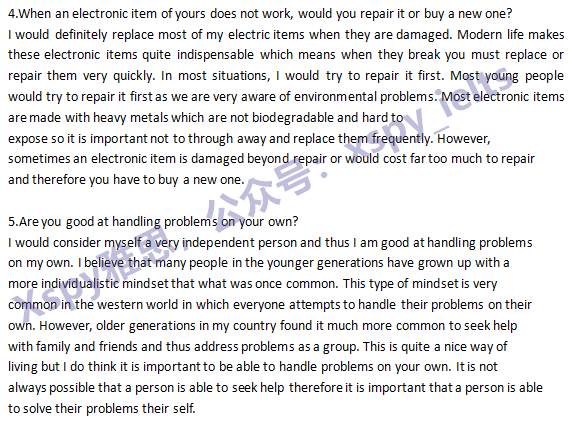 4.When an electronic item of yours does not work, would you repair it or buy a new one?
I would definitely replace most of my electric items when they are damaged. Modern life makes
these electronic items quite indispensable which means when they break you must replace or
repair them very quickly. In most situations, I would try to repair it first. Most young people
would try to repair it first as we are very aware of environmental problems. Most electronic items
are made with heavy metals which are not biodegradable and hard to
expose so it is important not to through away and replace them frequently. However,
sometimes an electronic item is damaged beyond repair or would cost far too much to repair
and therefore you have to buy a new one.
5.Are you good at handling problems on your own?
I would consider myself a very independent person and thus I am good at handling problems
on my own. I believe that many people in the younger generations have grown up with a
more individualistic mindset that what was once common. This type of mindset is very
common in the western world in which everyone attempts to handle their problems on their
own. However, older generations in my country found it much more common to seek help
with family and friends and thus address problems as a group. This is quite a nice way of
living but I do think it is important to be able to handle problems on your own. It is not
always possible that a person is able to seek help therefore it is important that a person is able
to solve their problems their self.
Xspy雅思，公众号：xspy_ielts